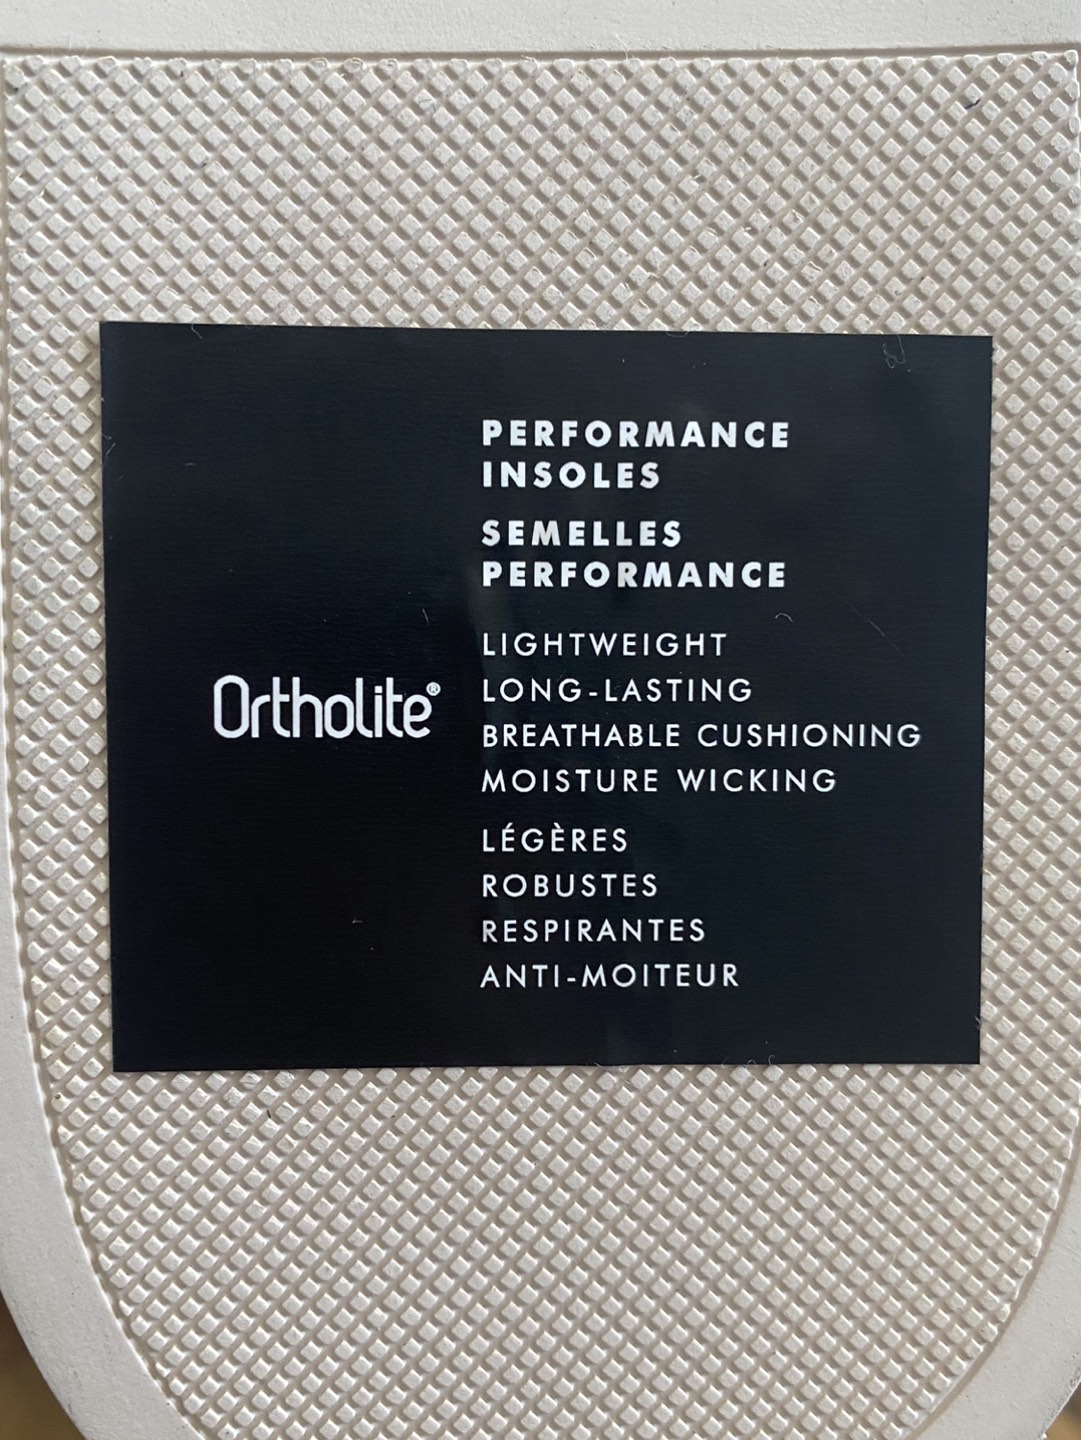 Ortholite®
PERFORMANCE
INSOLES
SEMELLES
PERFORMANCE
LIGHTWEIGHT
LONG-LASTING
BREATHABLE CUSHIONING
MOISTURE WICKING
LÉGÈRES
ROBUSTES
RESPIRANTES
ANTI-MOITEUR